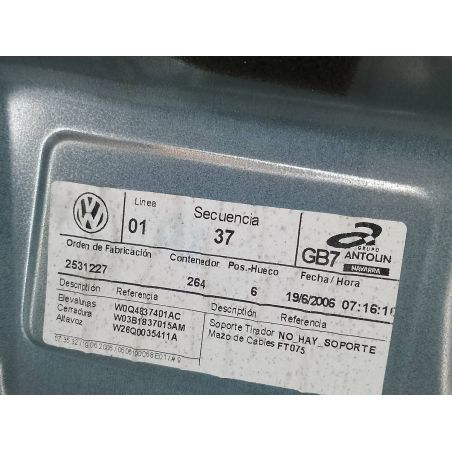 Linea Secuencia
01 37 GB7 GRUPO ANTOLIN NAVARRA
Orden de Fabricación Contenedor Pos.-Hueco Fecha / Hora
2531227 264 6 19/6/2006 07:16:10
Descripción Referencia Descripción Referencia
Elevalunas W0Q4837401AC Soporte Tirador NO_HAY_SOPORTE
Cerradura W03B1837015AM Mazo de Cables FT075
Altavoz W26Q0035411A